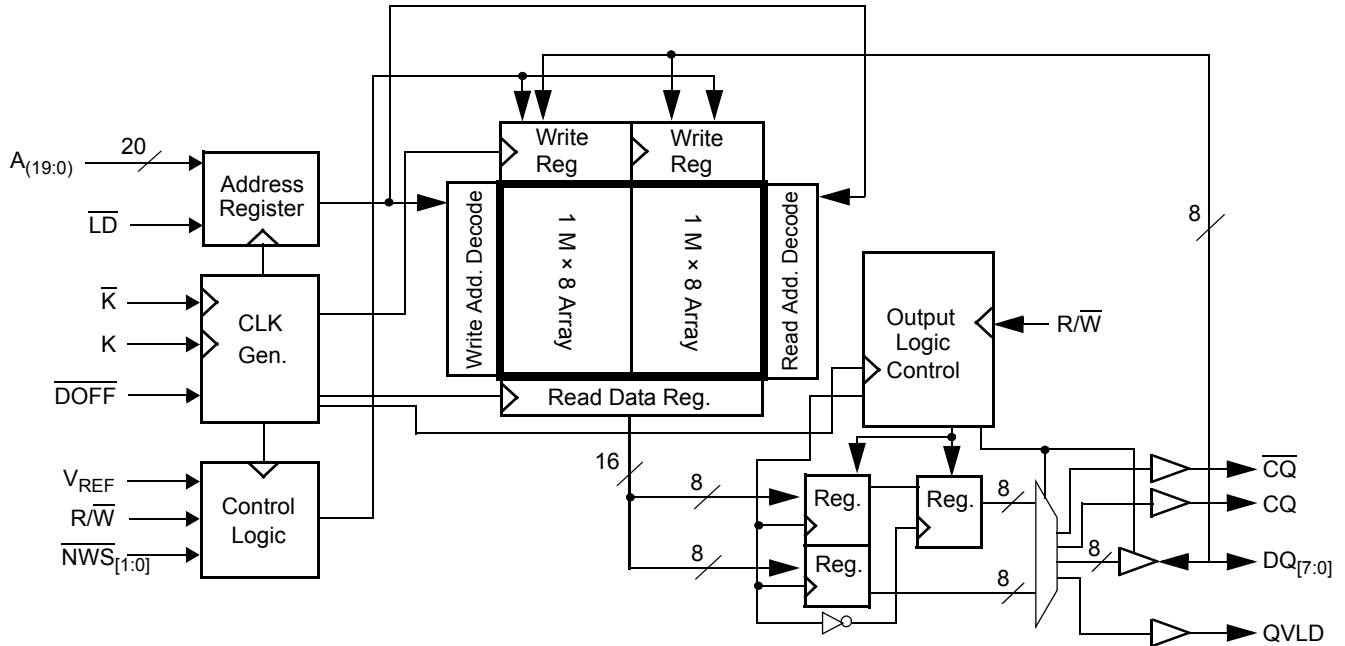 A(19:0)
20
LD
Address
Register
K
K
DOFF
CLK
Gen.
VREF
R/W
NWS[1:0]
Control
Logic
Write
Reg
Write
Reg
Write Add. Decode
1 M × 8 Array
1 M × 8 Array
Read Add. Decode
Read Data Reg.
16
8
8
Output
Logic
Control
R/W
8
Reg.
Reg.
Reg.
8
8
8
CQ
CQ
DQ[7:0]
QVLD